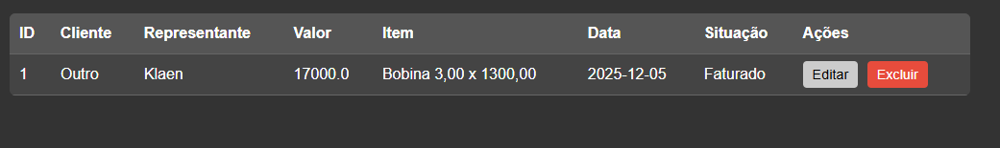 ID Cliente Representante Valor Item Data Situação Ações
1 Outro Klaen 17000.0 Bobina 3,00 x 1300,00 2025-12-05 Faturado Editar Excluir